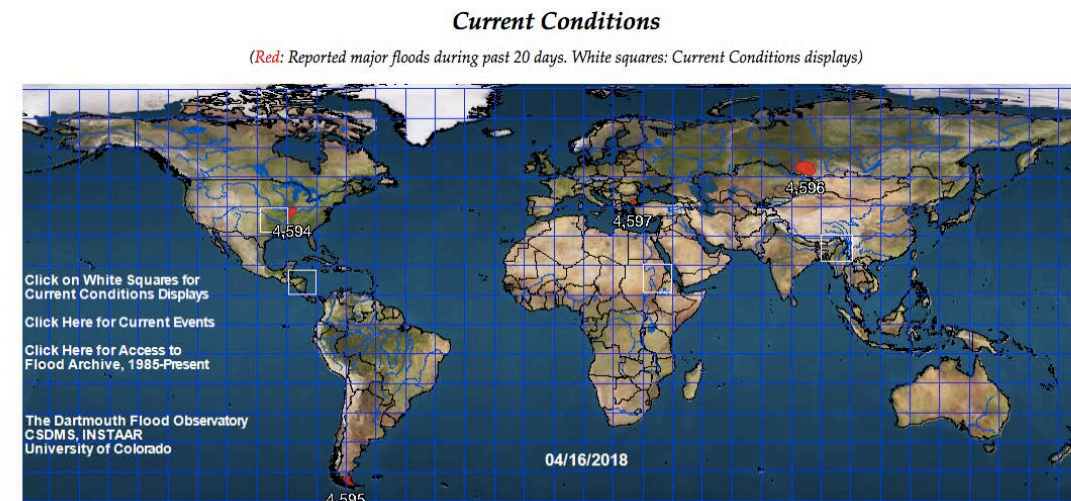 Current Conditions
(Red: Reported major floods during past 20 days. White squares: Current Conditions displays)
4,596
4,597
4,594
Click on White Squares for
Current Conditions Displays
Click Here for Current Events
Click Here for Access to
Flood Archive, 1985-Present
The Dartmouth Flood Observatory
CSDMS, INSTAAR
University of Colorado
04/16/2018
4,595